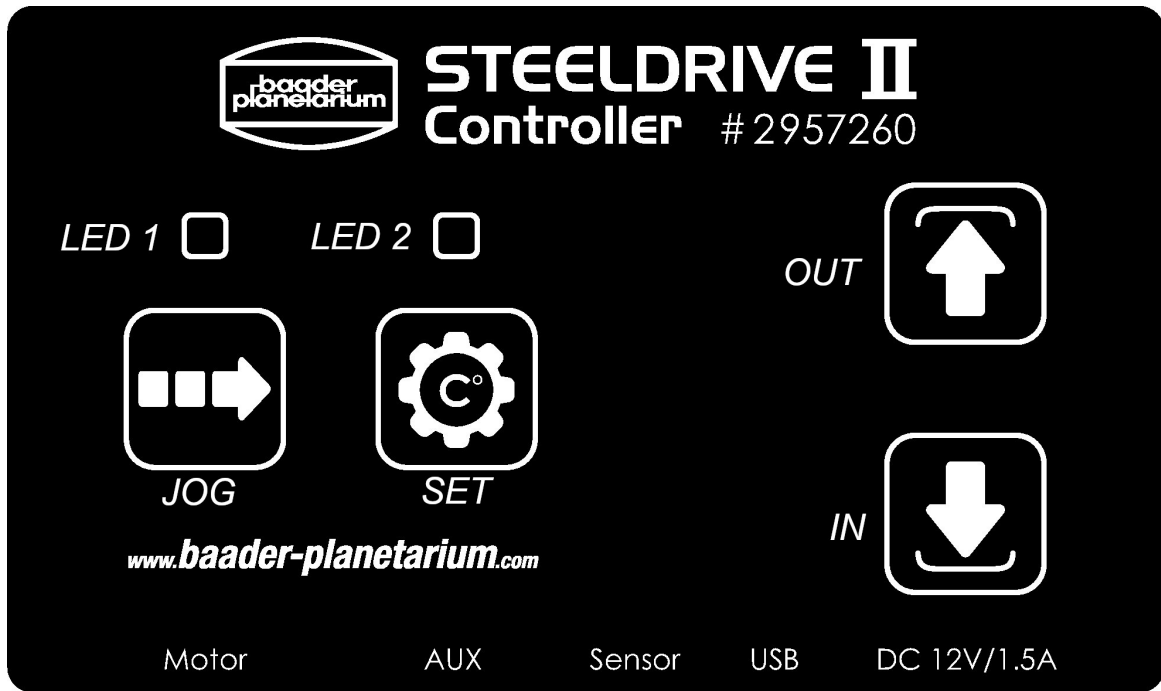 baader
planetarium
STEELDRIVE II
Controller #2957260
LED 1 LED 2
OUT
C°
JOG SET
IN
www.baader-planetarium.com
Motor AUX Sensor USB DC 12V/1.5A